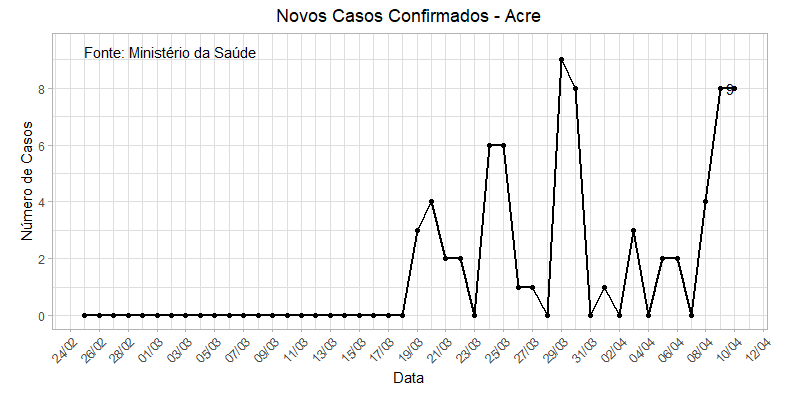 Novos Casos Confirmados - Acre
Fonte: Ministério da Saúde
Número de Casos
8
6
4
2
0
24/02 26/02 28/02 01/03 03/03 05/03 07/03 09/03 11/03 13/03 15/03 17/03 19/03 21/03 23/03 25/03 27/03 29/03 31/03 02/04 04/04 06/04 08/04 10/04 12/04
Data